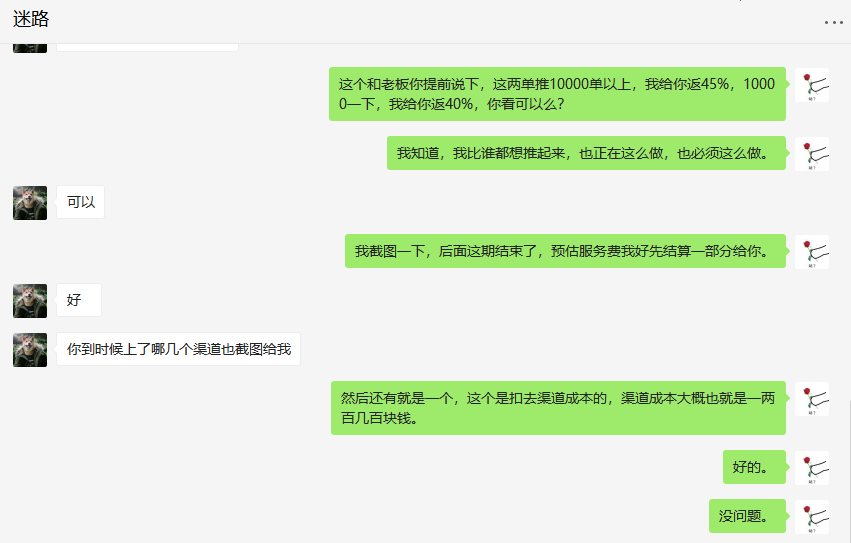 迷路
这个和老板你提前说下，这两单推10000单以上，我给你返45%，1000
0一下，我给你返40%，你看可以么？
我知道，我比谁都想推起来，也正在这么做，也必须这么做。
可以
我截图一下，后面这期结束了，预估服务费我好先结算一部分给你。
好
你到时候上了哪几个渠道也截图给我
然后还有就是一个，这个是扣去渠道成本的，渠道成本大概也就是一两
百几百块钱。
好的。
没问题。